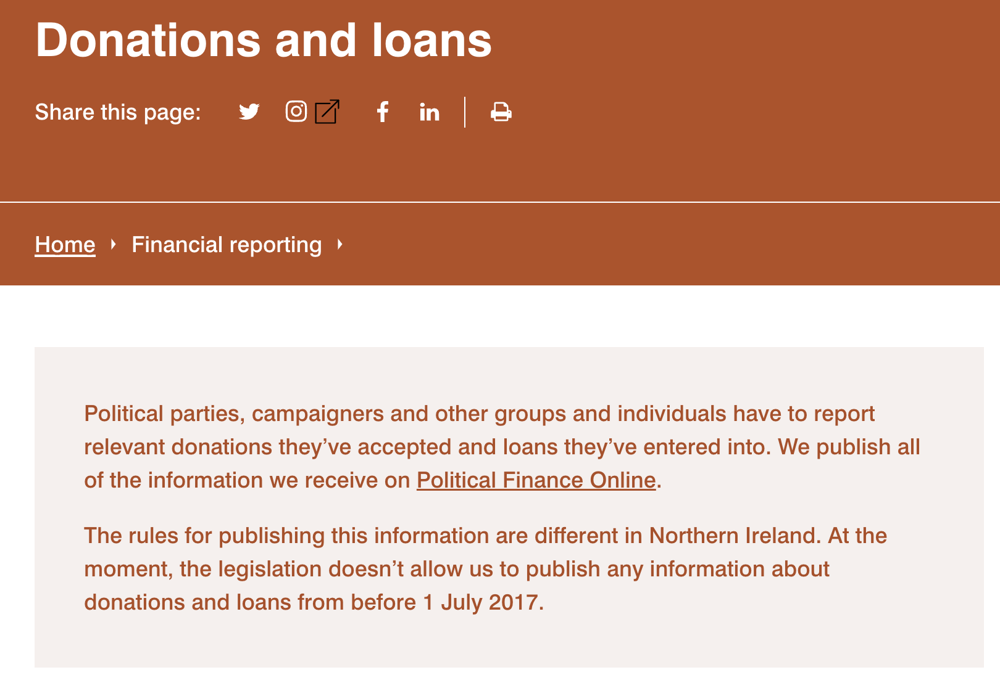 Donations and loans
Share this page:
Home
Financial reporting
Political parties, campaigners and other groups and individuals have to report
relevant donations they’ve accepted and loans they’ve entered into. We publish all
of the information we receive on Political Finance Online.
The rules for publishing this information are different in Northern Ireland. At the
moment, the legislation doesn’t allow us to publish any information about
donations and loans from before 1 July 2017.